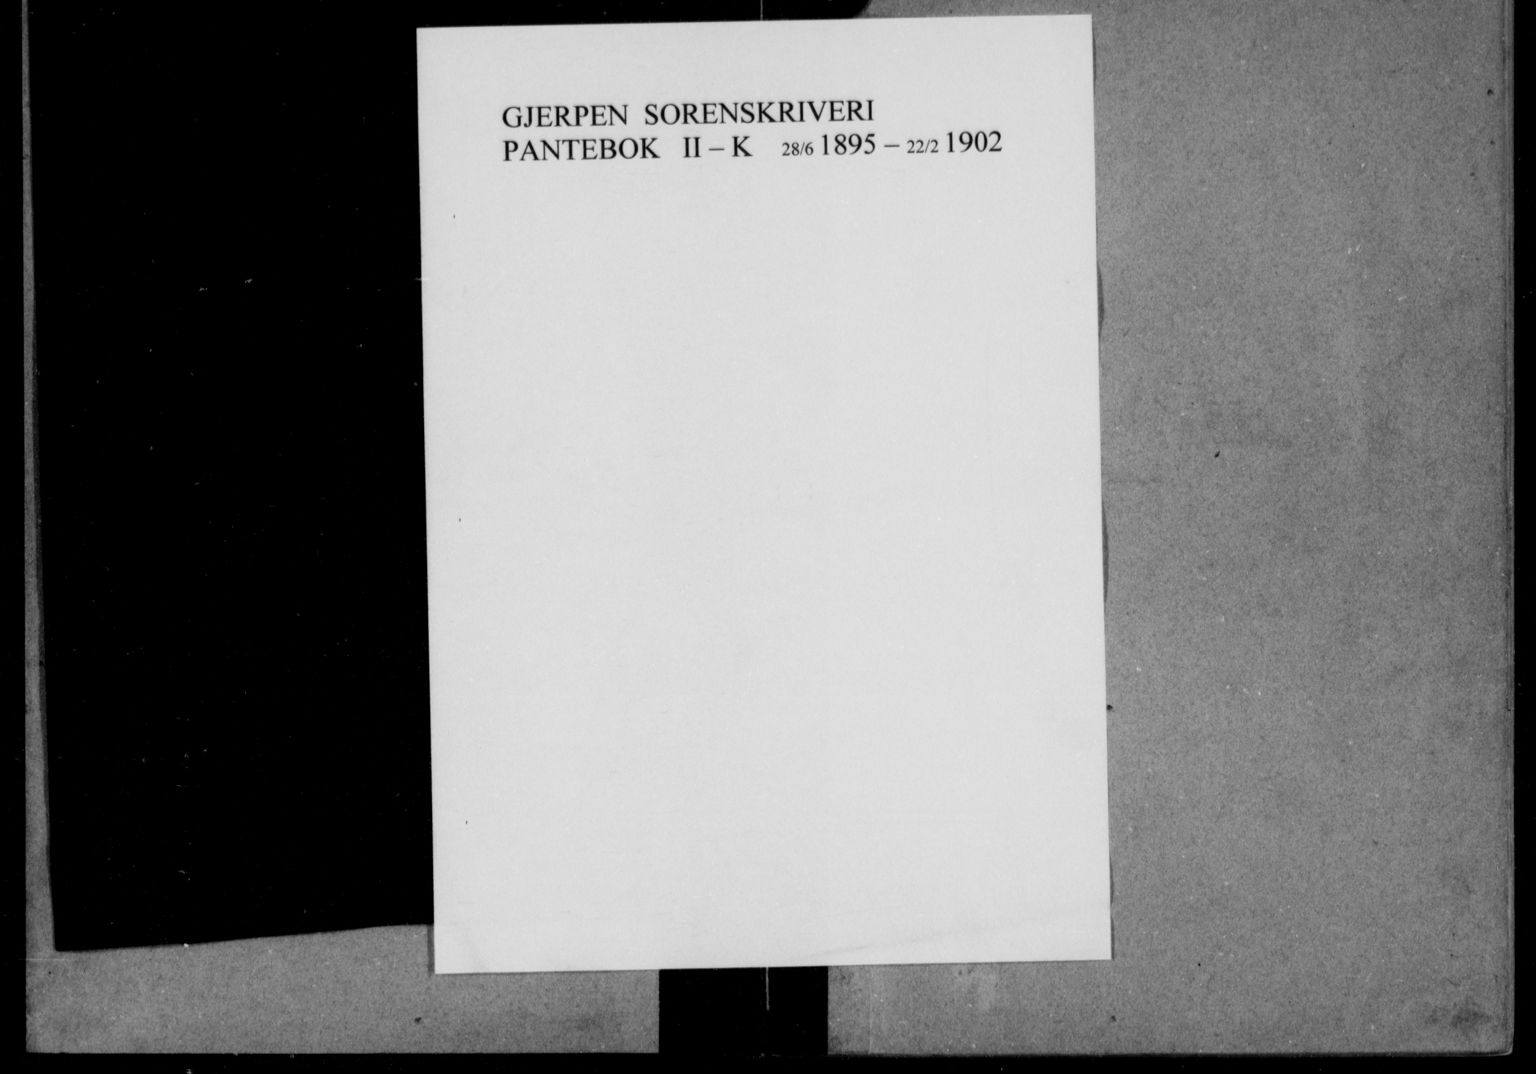 GJERPEN SORENSKRIVERI
PANTEBOK II – K 28/6 1895 – 22/2 1902